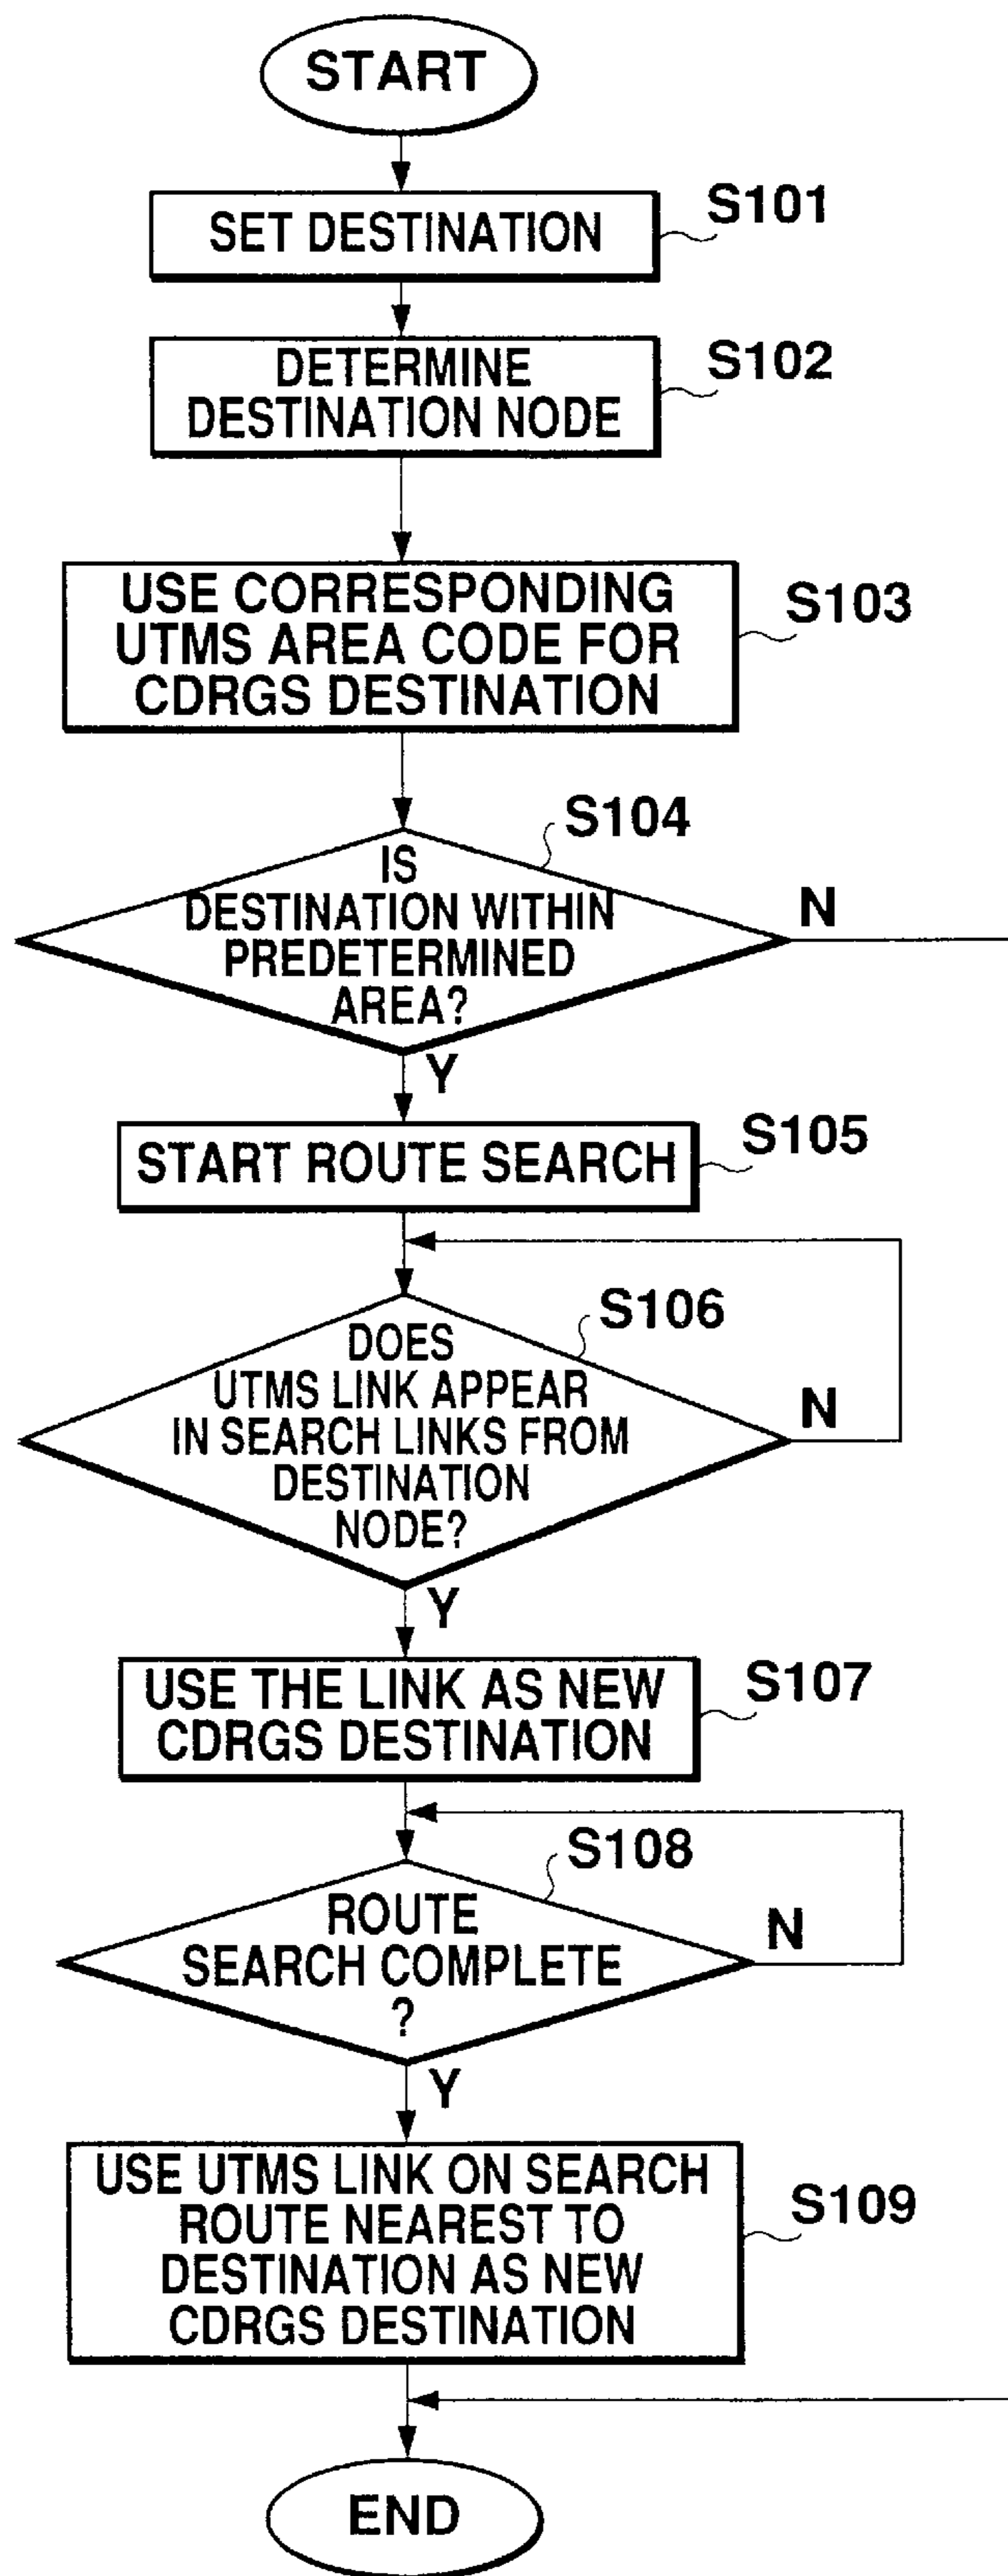 START
SET DESTINATION
S101
DETERMINE
DESTINATION NODE
S102
USE CORRESPONDING
UTMS AREA CODE FOR
CDRGS DESTINATION
S103
S104
IS
DESTINATION WITHIN
PREDETERMINED
AREA?
N
Y
START ROUTE SEARCH
S105
S106
DOES
UTMS LINK APPEAR
IN SEARCH LINKS FROM
DESTINATION
NODE?
N
Y
USE THE LINK AS NEW
CDRGS DESTINATION
S107
S108
ROUTE
SEARCH COMPLETE
?
N
Y
USE UTMS LINK ON SEARCH
ROUTE NEAREST TO
DESTINATION AS NEW
CDRGS DESTINATION
S109
END